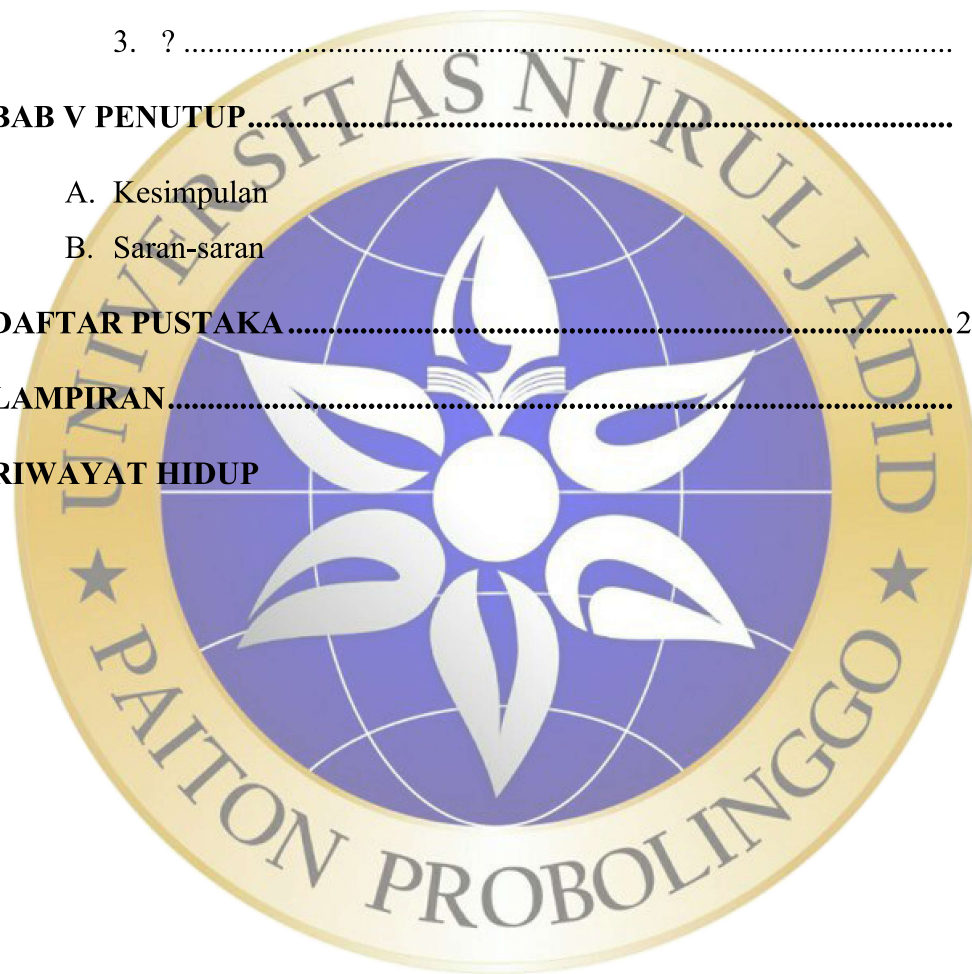 3. ? ................................................................................................
BAB V PENUTUP........................................................................................
A. Kesimpulan
B. Saran-saran
DAFTAR PUSTAKA...................................................................................2
LAMPIRAN..................................................................................................
RIWAYAT HIDUP
UNIVERSITAS NURUL JADID
★ PAITON PROBOLINGGO ★